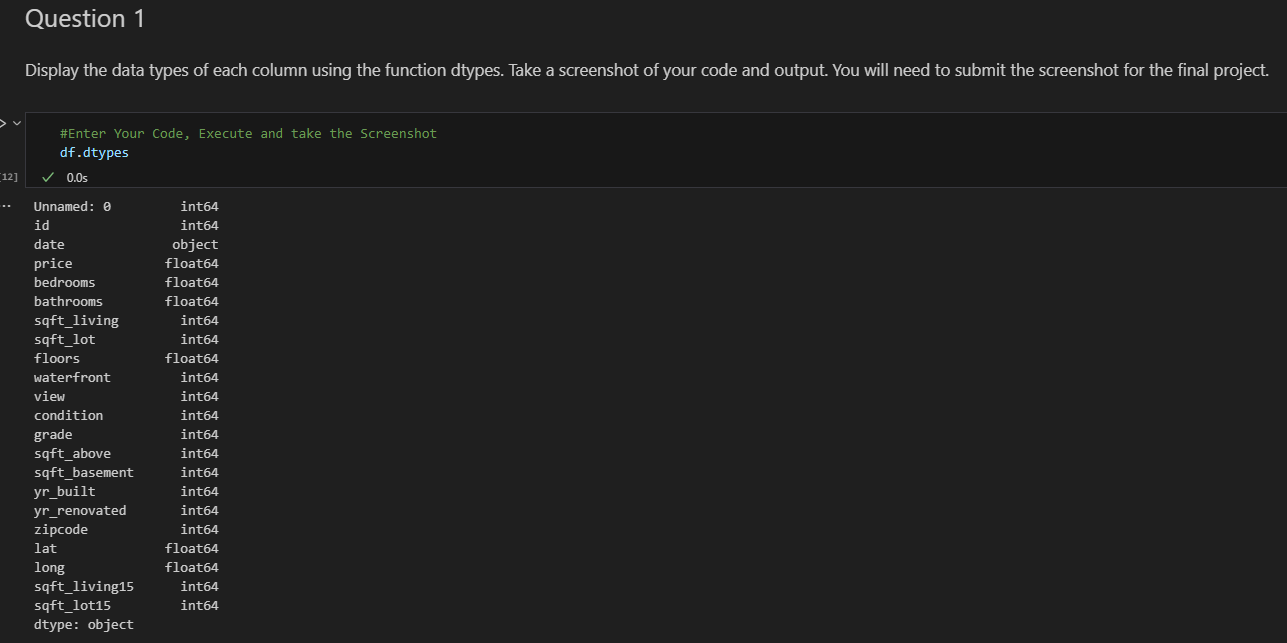 Question 1
Display the data types of each column using the function dtypes. Take a screenshot of your code and output. You will need to submit the screenshot for the final project.
#Enter Your Code, Execute and take the Screenshot
df.dtypes
[12] ✓ 0.0s
... Unnamed: 0 int64
id int64
date object
price float64
bedrooms float64
bathrooms float64
sqft_living int64
sqft_lot int64
floors float64
waterfront int64
view int64
condition int64
grade int64
sqft_above int64
sqft_basement int64
yr_built int64
yr_renovated int64
zipcode int64
lat float64
long float64
sqft_living15 int64
sqft_lot15 int64
dtype: object